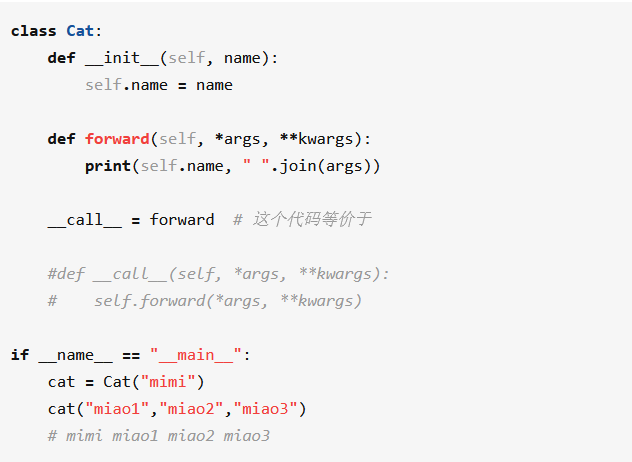 class Cat:
    def __init__(self, name):
        self.name = name
    def forward(self, *args, **kwargs):
        print(self.name, " ".join(args))
    __call__ = forward  # 这个代码等价于
    #def __call__(self, *args, **kwargs):
    #    self.forward(*args, **kwargs)
if __name__ == "__main__":
    cat = Cat("mimi")
    cat("miao1","miao2","miao3")
    # mimi miao1 miao2 miao3